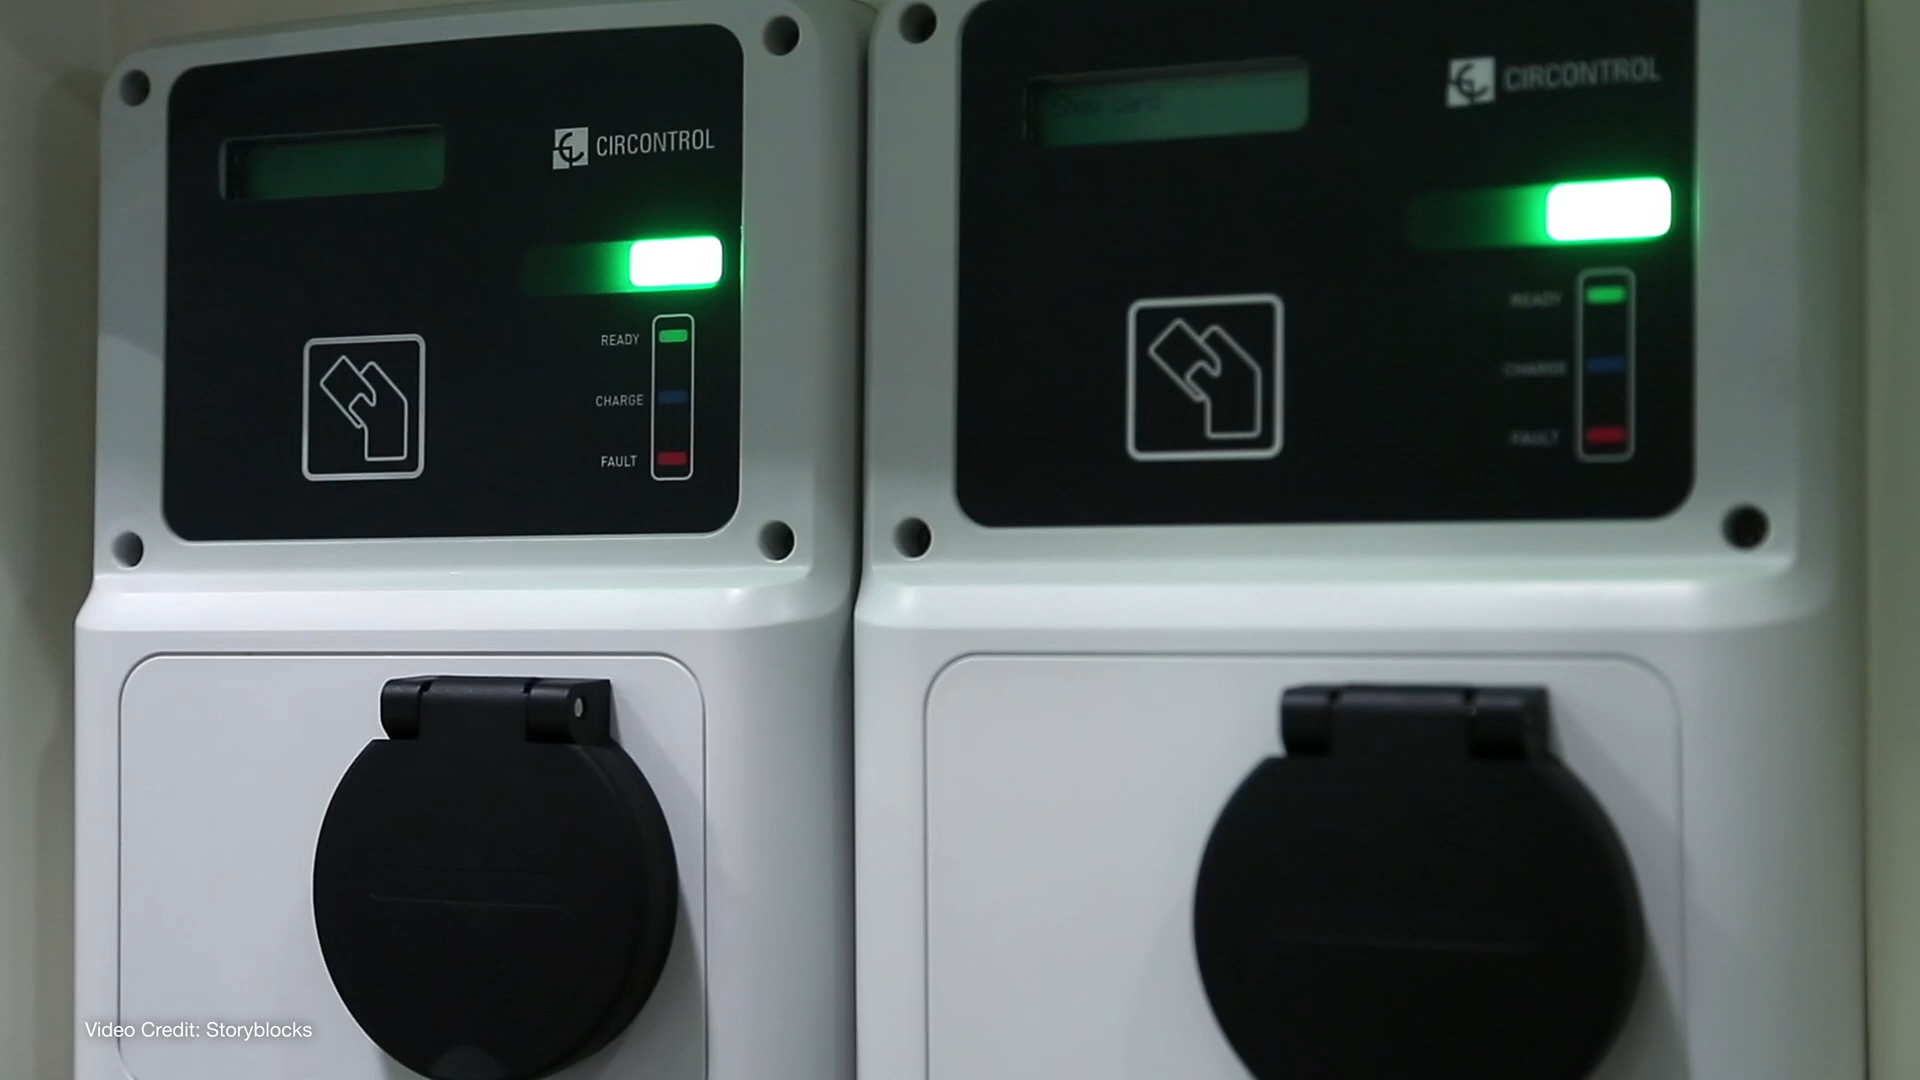 CIRCONTROL
READY
CHARGE
FAULT
CIRCONTROL
READY
CHARGE
FAULT
Video Credit: Storyblocks